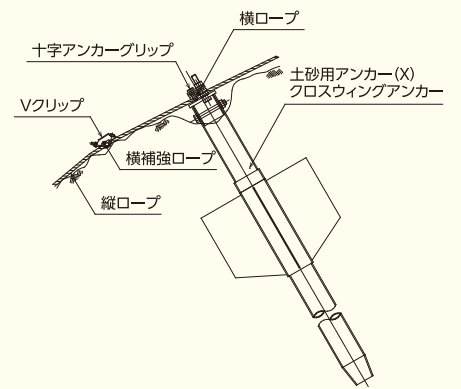 横ロープ
十字アンカーグリップ
土砂用アンカー(X)
クロスウィングアンカー
Vクリップ
横補強ロープ
縦ロープ